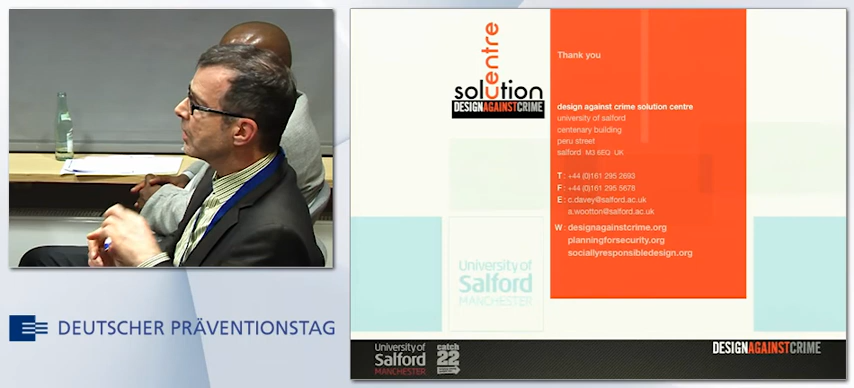 DEUTSCHER PRÄVENTIONSTAG
centre
solution
DESIGNAGAINSTCRIME
Thank you
design against crime solution centre
university of salford
centenary building
peru street
salford M3 6EQ UK
T : +44 (0)161 295 2693
F : +44 (0)161 295 5678
E : c.davey@salford.ac.uk
a.wootton@salford.ac.uk
W : designagainstcrime.org
planningforsecurity.org
sociallyresponsibledesign.org
University of
Salford
MANCHESTER
University of
Salford
MANCHESTER
catch
22
DESIGNAGAINSTCRIME